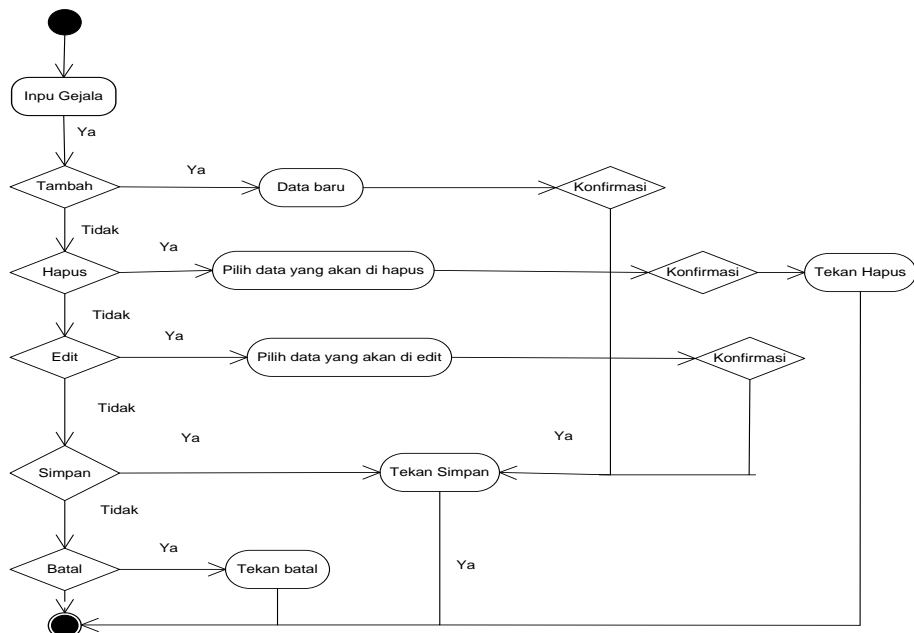 Inpu Gejala
Ya
Tambah
Ya
Data baru
Konfirmasi
Tidak
Hapus
Ya
Pilih data yang akan di hapus
Konfirmasi
Tekan Hapus
Tidak
Edit
Ya
Pilih data yang akan di edit
Konfirmasi
Tidak
Simpan
Ya
Tekan Simpan
Ya
Tidak
Batal
Ya
Tekan batal
Ya